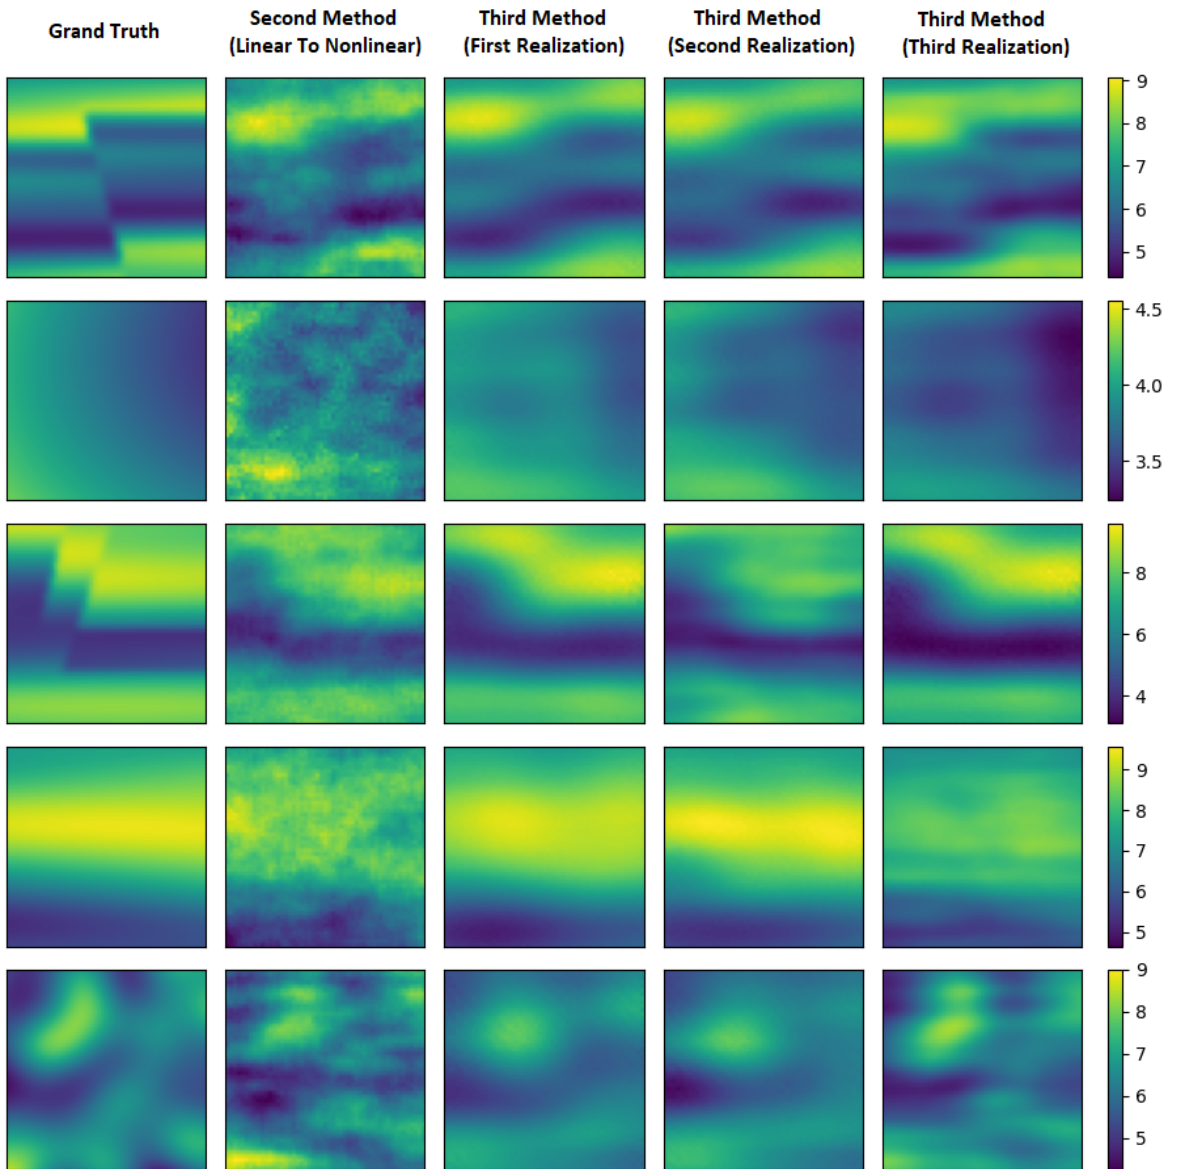 Grand Truth
Second Method
(Linear To Nonlinear)
Third Method
(First Realization)
Third Method
(Second Realization)
Third Method
(Third Realization)
9
8
7
6
5
4.5
4.0
3.5
8
6
4
9
8
7
6
5
9
8
7
6
5